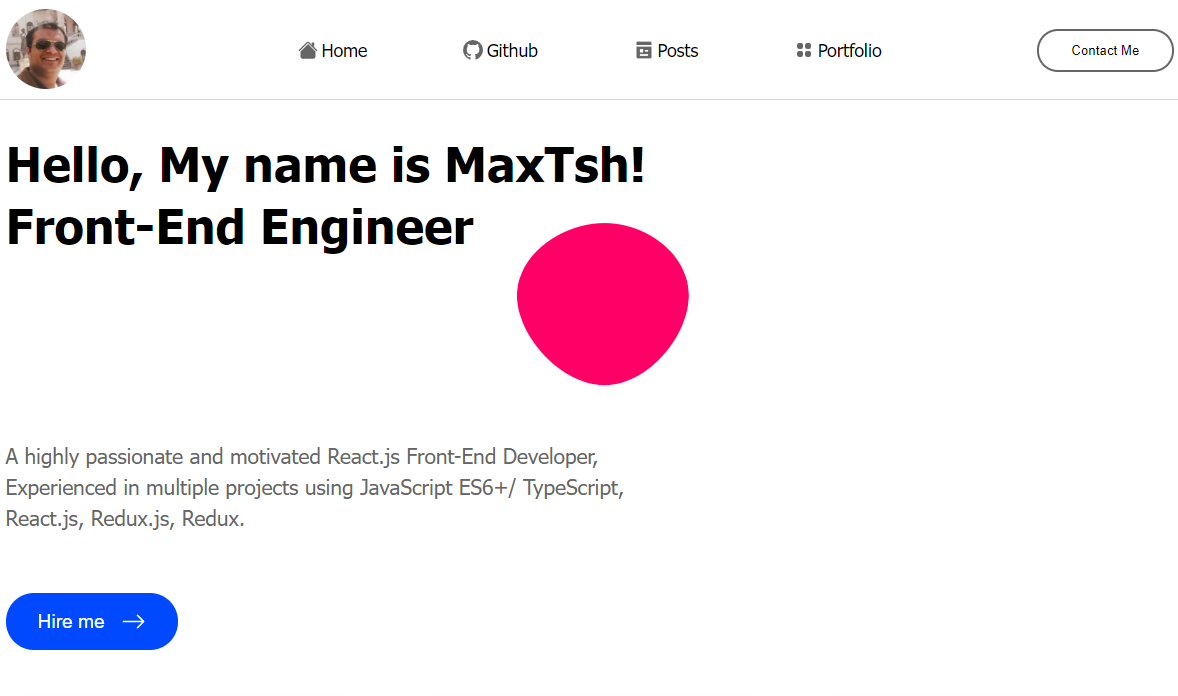 Home
Github
Posts
Portfolio
Contact Me
Hello, My name is MaxTsh!
Front-End Engineer
A highly passionate and motivated React.js Front-End Developer,
Experienced in multiple projects using JavaScript ES6+/ TypeScript,
React.js, Redux.js, Redux.
Hire me